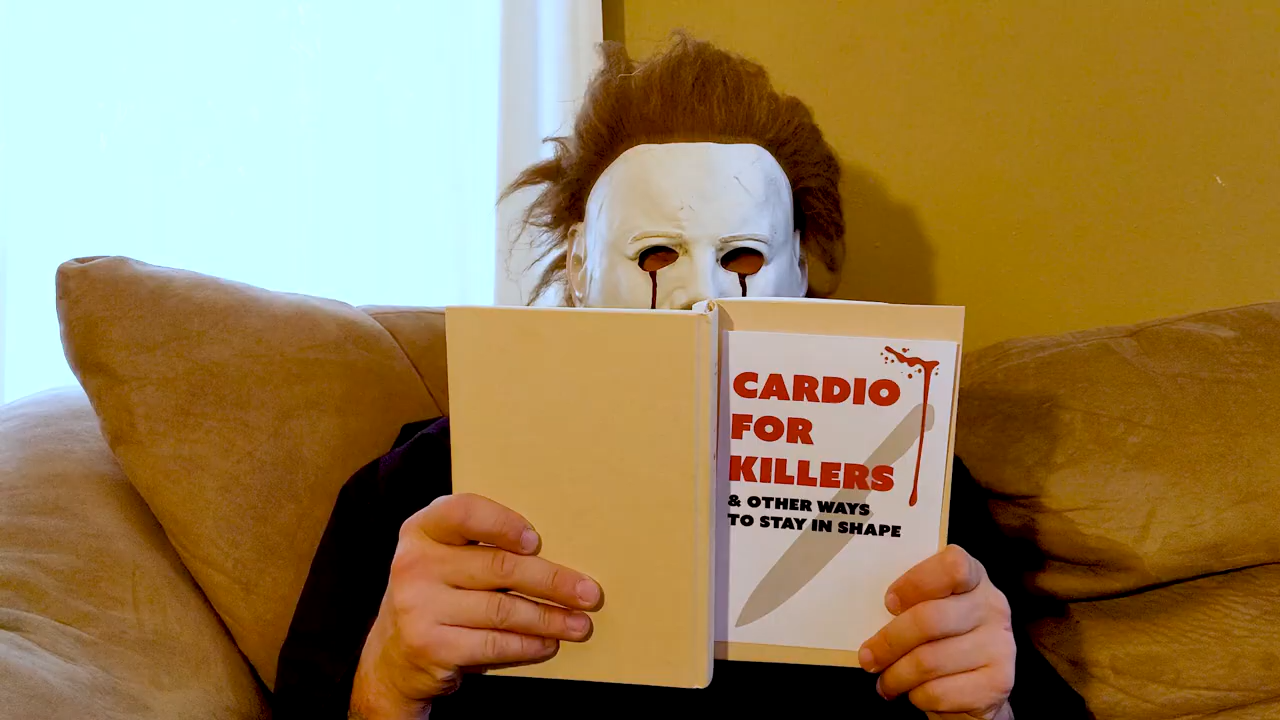 CARDIO
FOR
KILLERS
& OTHER WAYS
TO STAY IN SHAPE